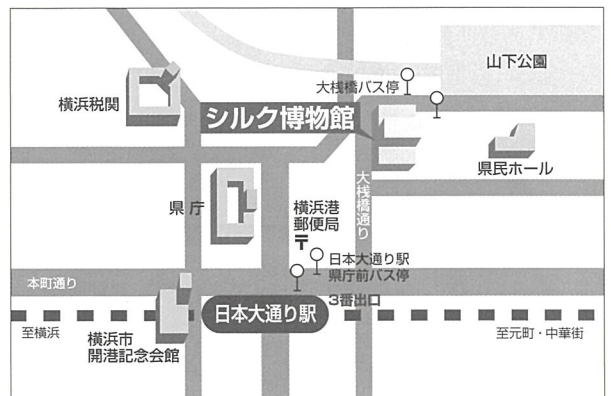 山下公園
大桟橋バス停
横浜税関
シルク博物館
県民ホール
大桟橋通り
県庁
横浜港
郵便局
〒
日本大通り駅
県庁前バス停
本町通り
3番出口
日本大通り駅
至横浜
横浜市
開港記念会館
至元町・中華街